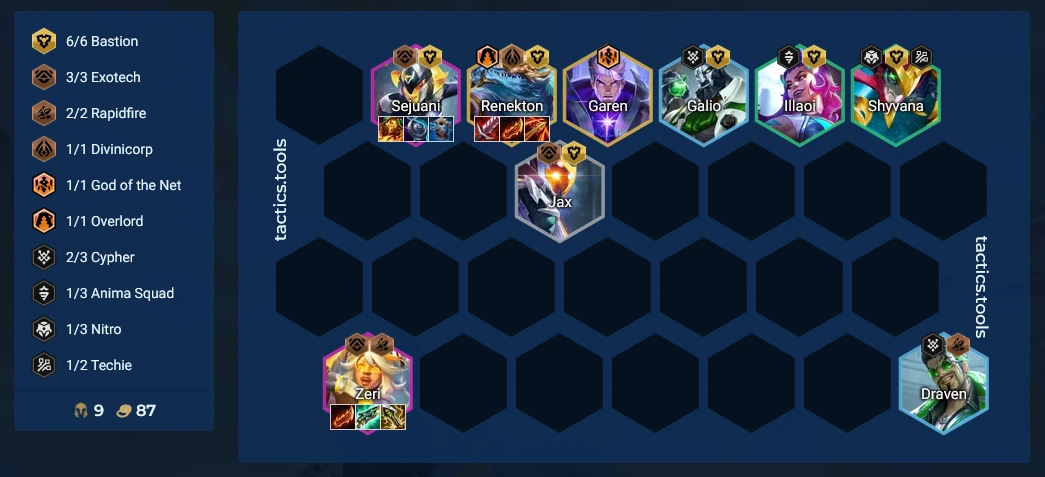 6/6 Bastion
3/3 Exotech
2/2 Rapidfire
1/1 Divinicorp
1/1 God of the Net
1/1 Overlord
2/3 Cypher
1/3 Anima Squad
1/3 Nitro
1/2 Techie
9 87
Sejuani Renekton Garen Galio Illaoi Shyvana
tactics.tools
Jax
tactics.tools
Zeri Draven